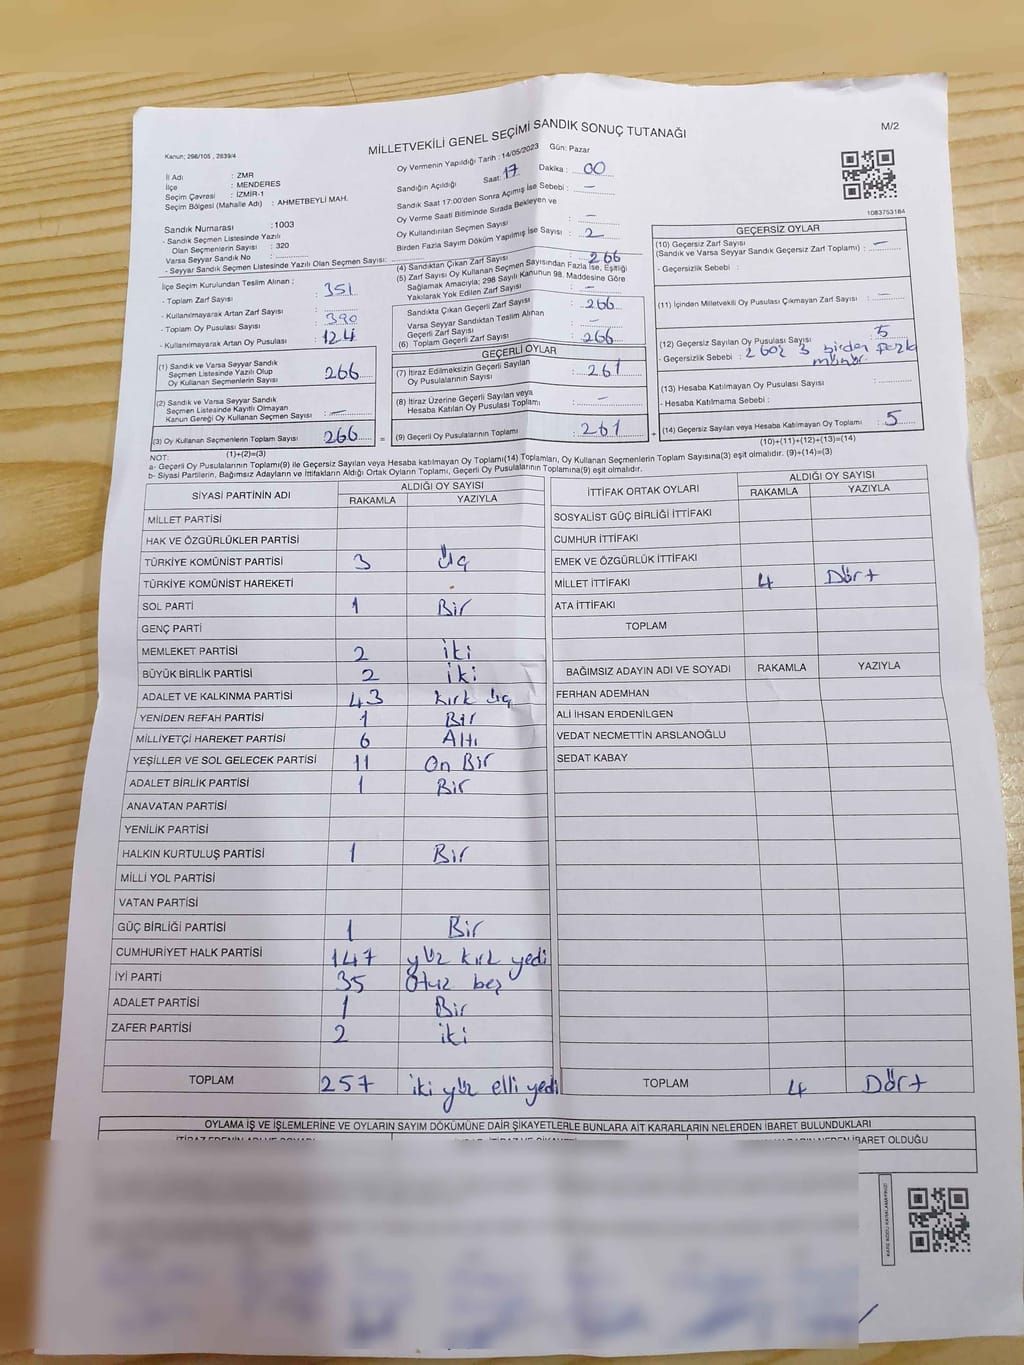 MİLLETVEKİLİ GENEL SEÇİMİ SANDIK SONUÇ TUTANAĞI
M/2
Kanun; 298/105 , 2839/4
İl Adı : ZMR
İlçe : MENDERES
Seçim Çevresi : İZMİR-1
Seçim Bölgesi (Mahalle Adı) : AHMETBEYLİ MAH.
Sandık Numarası : 1003
- Sandık Seçmen Listesinde Yazılı Olan Seçmenlerin Sayısı : 320
Varsa Seyyar Sandık No :
- Seyyar Sandık Seçmen Listesinde Yazılı Olan Seçmen Sayısı:
İlçe Seçim Kurulundan Teslim Alınan ;
- Toplam Zarf Sayısı : 351
- Kullanılmayarak Artan Zarf Sayısı :
- Toplam Oy Pusulası Sayısı : 390
- Kullanılmayarak Artan Oy Pusulası : 124
(1) Sandık ve Varsa Seyyar Sandık
Seçmen Listesinde Yazılı Olup
Oy Kullanan Seçmenlerin Sayısı : 266
(2) Sandık ve Varsa Seyyar Sandık
Seçmen Listesinde Kayıtlı Olmayan
Kanun Gereği Oy Kullanan Seçmen Sayısı : –
(3) Oy Kullanan Seçmenlerin Toplam Sayısı : 266 =
(1)+(2)=(3)
Oy Vermenin Yapıldığı Tarih : 14/05/2023 Gün: Pazar
Sandığın Açıldığı Saat: 17 Dakika : 00
Sandık Saat 17:00'den Sonra Açılmış İse Sebebi : –
Oy Verme Saati Bitiminde Sırada Bekleyen ve
Oy Kullandırılan Seçmen Sayısı : –
Birden Fazla Sayım Döküm Yapılmış İse Sayısı : 2
(4) Sandıktan Çıkan Zarf Sayısı : 266
(5) Zarf Sayısı Oy Kullanan Seçmen Sayısından Fazla İse, Eşitliği
Sağlamak Amacıyla; 298 Sayılı Kanunun 98. Maddesine Göre
Yakılarak Yok Edilen Zarf Sayısı : –
Sandıkta Çıkan Geçerli Zarf Sayısı : 266
Varsa Seyyar Sandıktan Teslim Alınan
Geçerli Zarf Sayısı : –
(6) Toplam Geçerli Zarf Sayısı : 266
GEÇERLİ OYLAR
(7) İtiraz Edilmeksizin Geçerli Sayılan
Oy Pusulalarının Sayısı : 261
(8) İtiraz Üzerine Geçerli Sayılan veya
Hesaba Katılan Oy Pusulası Toplamı : –
(9) Geçerli Oy Pusulalarının Toplamı : 261 +
1083753184
GEÇERSİZ OYLAR
(10) Geçersiz Zarf Sayısı
(Sandık ve Varsa Seyyar Sandık Geçersiz Zarf Toplamı) : –
- Geçersizlik Sebebi :
(11) İçinden Milletvekili Oy Pusulası Çıkmayan Zarf Sayısı : –
(12) Geçersiz Sayılan Oy Pusulası Sayısı : 5
- Geçersizlik Sebebi : 3 birden fazla
mühür
(13) Hesaba Katılmayan Oy Pusulası Sayısı :
- Hesaba Katılmama Sebebi :
(14) Geçersiz Sayılan veya Hesaba Katılmayan Oy Toplamı : 5
(10)+(11)+(12)+(13)=(14)
NOT:
a- Geçerli Oy Pusulalarının Toplamı(9) ile Geçersiz Sayılan veya Hesaba katılmayan Oy Toplamı(14) Toplamları, Oy Kullanan Seçmenlerin Toplam Sayısına(3) eşit olmalıdır. (9)+(14)=(3)
b- Siyasi Partilerin, Bağımsız Adayların ve İttifakların Aldığı Ortak Oyların Toplamı, Geçerli Oy Pusulalarının Toplamına(9) eşit olmalıdır.
SİYASİ PARTİNİN ADI ALDIĞI OY SAYISI
RAKAMLA YAZIYLA
MİLLET PARTİSİ
HAK VE ÖZGÜRLÜKLER PARTİSİ
TÜRKİYE KOMÜNİST PARTİSİ 3 Üç
TÜRKİYE KOMÜNİST HAREKETİ
SOL PARTİ 1 Bir
GENÇ PARTİ
MEMLEKET PARTİSİ 2 iki
BÜYÜK BİRLİK PARTİSİ 2 iki
ADALET VE KALKINMA PARTİSİ 43 kırk üç
YENİDEN REFAH PARTİSİ 1 Bir
MİLLİYETÇİ HAREKET PARTİSİ 6 Altı
YEŞİLLER VE SOL GELECEK PARTİSİ 11 On Bir
ADALET BİRLİK PARTİSİ 1 Bir
ANAVATAN PARTİSİ
YENİLİK PARTİSİ
HALKIN KURTULUŞ PARTİSİ 1 Bir
MİLLİ YOL PARTİSİ
VATAN PARTİSİ
GÜÇ BİRLİĞİ PARTİSİ 1 Bir
CUMHURİYET HALK PARTİSİ 147 yüz kırk yedi
İYİ PARTİ 35 Otuz beş
ADALET PARTİSİ 1 Bir
ZAFER PARTİSİ 2 iki
TOPLAM 257 iki yüz elli yedi
İTTİFAK ORTAK OYLARI ALDIĞI OY SAYISI
RAKAMLA YAZIYLA
SOSYALİST GÜÇ BİRLİĞİ İTTİFAKI
CUMHUR İTTİFAKI
EMEK VE ÖZGÜRLÜK İTTİFAKI
MİLLET İTTİFAKI 4 Dört
ATA İTTİFAKI
TOPLAM
BAĞIMSIZ ADAYIN ADI VE SOYADI RAKAMLA YAZIYLA
FERHAN ADEMHAN
ALİ İHSAN ERDENİLGEN
VEDAT NECMETTİN ARSLANOĞLU
SEDAT KABAY
TOPLAM 4 Dört
OYLAMA İŞ VE İŞLEMLERİNE VE OYLARIN SAYIM DÖKÜMÜNE DAİR ŞİKAYETLERLE BUNLARA AİT KARARLARIN NELERDEN İBARET BULUNDUKLARI
İBARET OLDUĞU